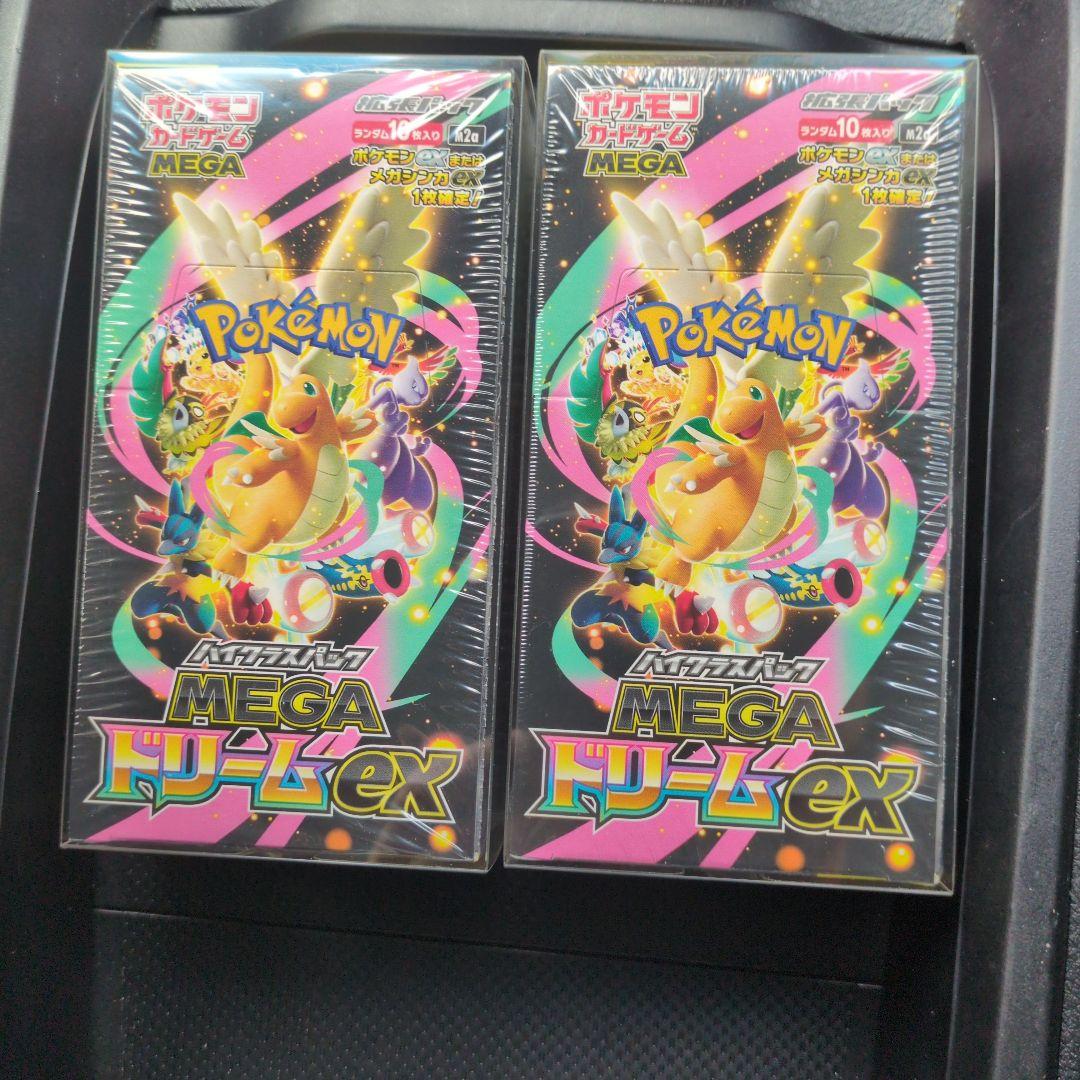 ポケモン
カードゲーム
MEGA
拡張パック
ランダム10枚入り
m2a
ポケモンexまたは
メガシンカex
1枚確定!
POKéMON
TM
ハイクラスパック
MEGA
ドリームex
ポケモン
カードゲーム
MEGA
拡張パック
ランダム10枚入り
m2a
ポケモンexまたは
メガシンカex
1枚確定!
POKéMON
TM
ハイクラスパック
MEGA
ドリームex